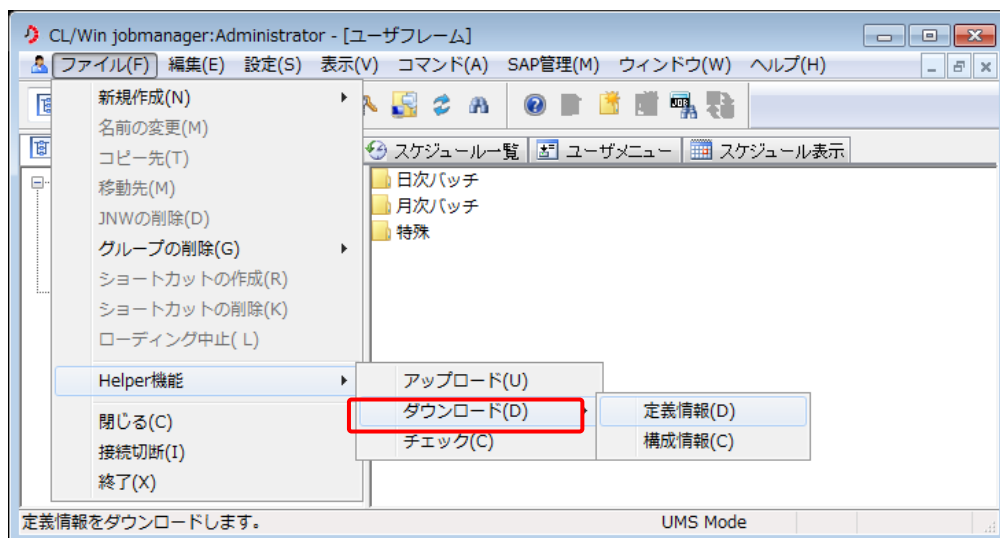 CL/Win jobmanager:Administrator - [ユーザフレーム]
ファイル(F) 編集(E) 設定(S) 表示(V) コマンド(A) SAP管理(M) ウィンドウ(W) ヘルプ(H)
新規作成(N)
名前の変更(M)
コピー先(T)
移動先(M)
JNWの削除(D)
グループの削除(G)
ショートカットの作成(R)
ショートカットの削除(K)
ローディング中止( L)
Helper機能
閉じる(C)
接続切断(I)
終了(X)
JOB
スケジュール一覧 ユーザメニュー スケジュール表示
日次バッチ
月次バッチ
特殊
アップロード(U)
ダウンロード(D)
チェック(C)
定義情報(D)
構成情報(C)
定義情報をダウンロードします。 UMS Mode